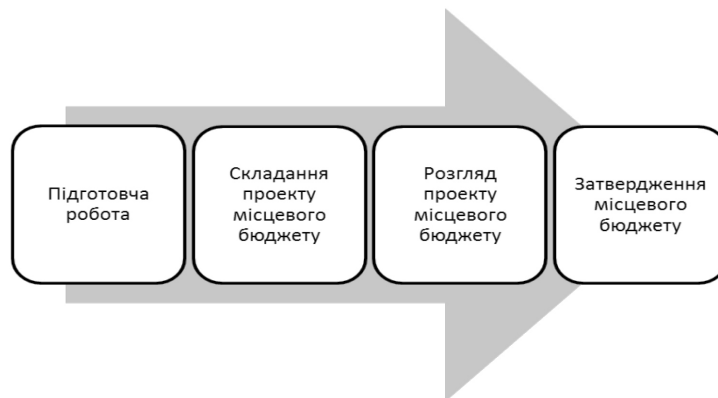 Підготовча
робота
Складання
проекту
місцевого
бюджету
Розгляд
проекту
місцевого
бюджету
Затвердження
місцевого
бюджету